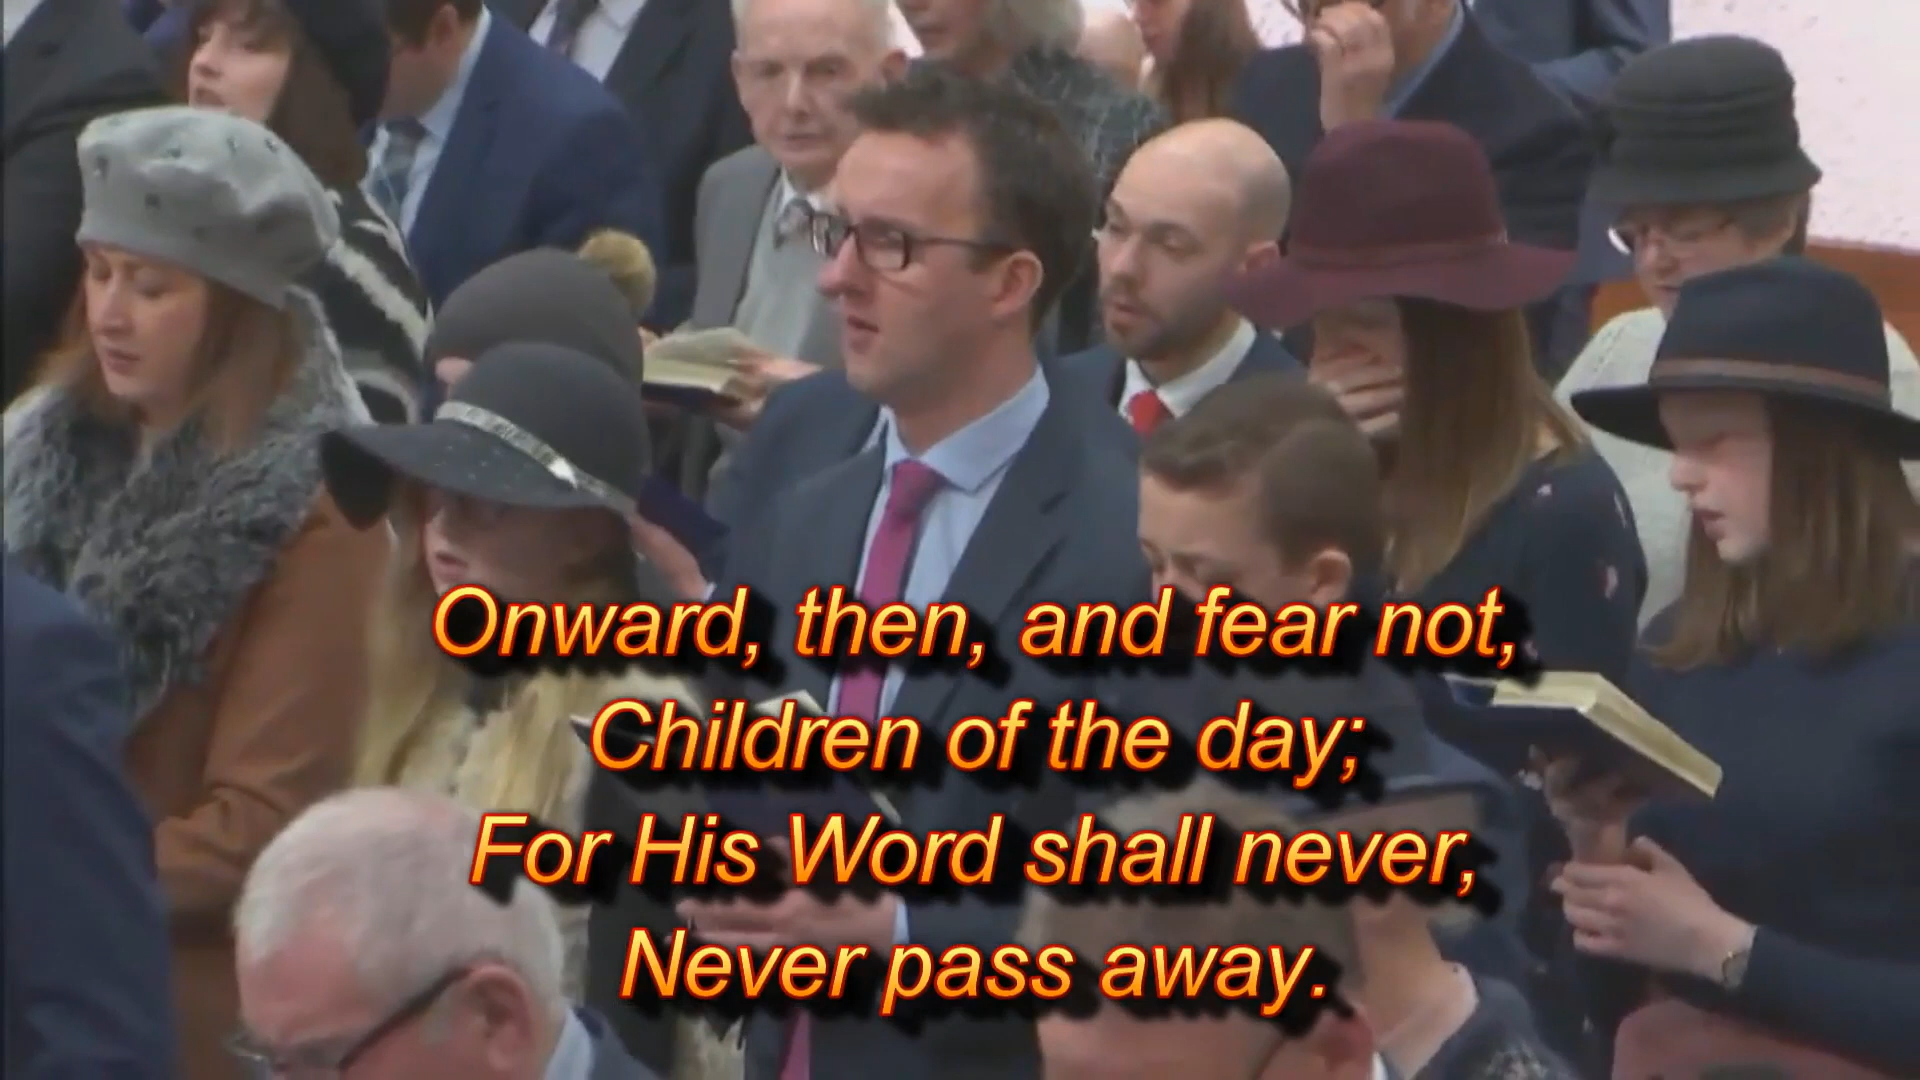 Onward, then, and fear not,
Children of the day;
For His Word shall never,
Never pass away.